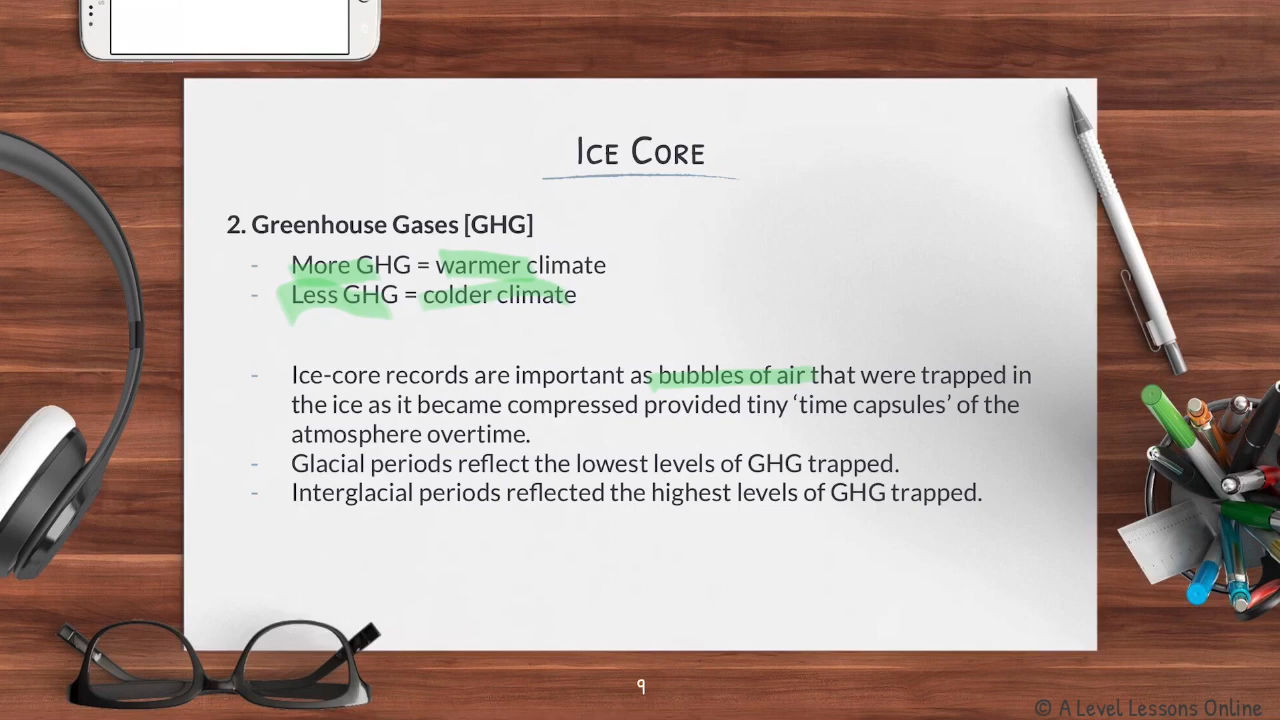 Ice Core
2. Greenhouse Gases [GHG]
- More GHG = warmer climate
- Less GHG = colder climate
- Ice-core records are important as bubbles of air that were trapped in
the ice as it became compressed provided tiny ‘time capsules’ of the
atmosphere overtime.
- Glacial periods reflect the lowest levels of GHG trapped.
- Interglacial periods reflected the highest levels of GHG trapped.
9
© A Level Lessons Online